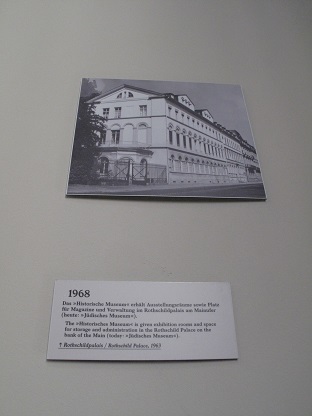 1968
Das »Historische Museum« erhält Ausstellungsräume sowie Platz
für Magazine und Verwaltung im Rothschildpalais am Mainufer
(heute: »Jüdisches Museum«).
The »Historisches Museum« is given exhibition rooms and space
for storage and administration in the Rothschild Palace on the
bank of the Main (today: »Jüdisches Museum«).
↑ Rothschildpalais / Rothschild Palace, 1963